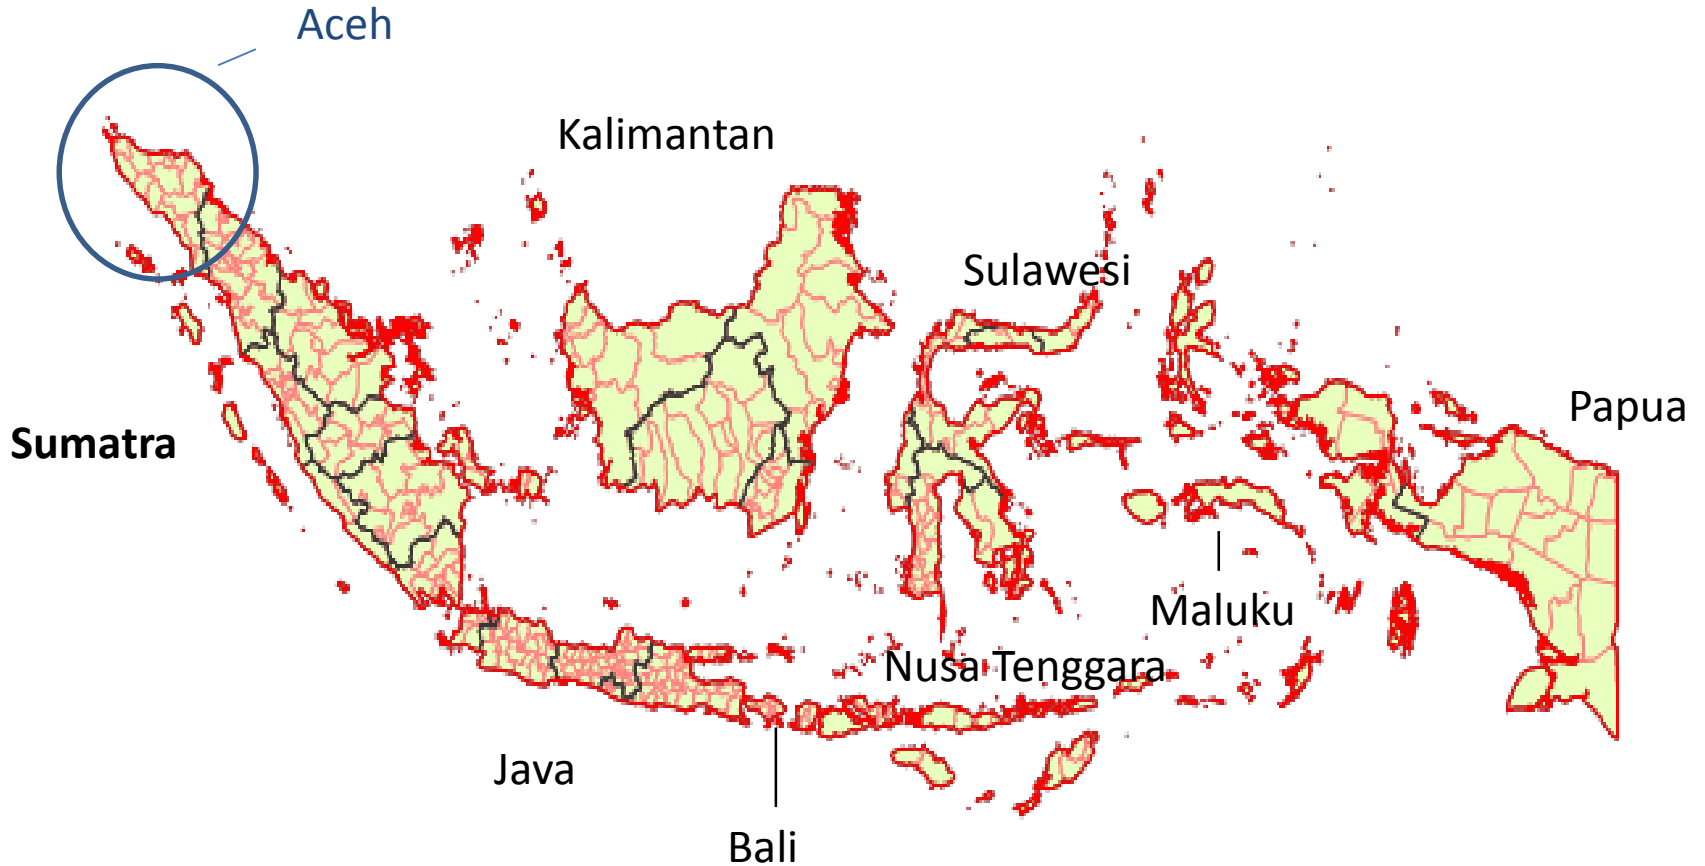 Aceh
Kalimantan
Sulawesi
Papua
Sumatra
Maluku
Nusa Tenggara
Java
Bali